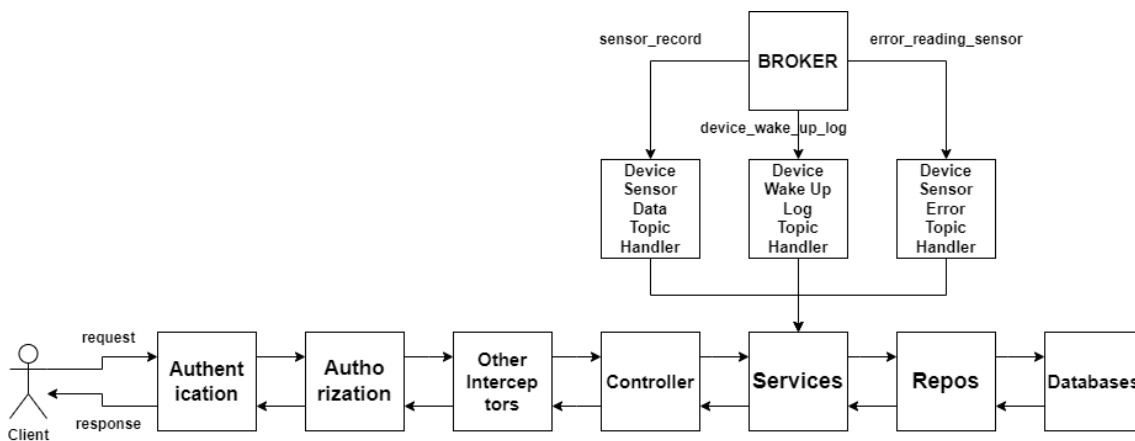 sensor_record
BROKER
error_reading_sensor
device_wake_up_log
Device
Sensor
Data
Topic
Handler
Device
Wake Up
Log
Topic
Handler
Device
Sensor
Error
Topic
Handler
request
Authent
ication
Autho
rization
Other
Intercep
tors
Controller
Services
Repos
Databases
response
Client